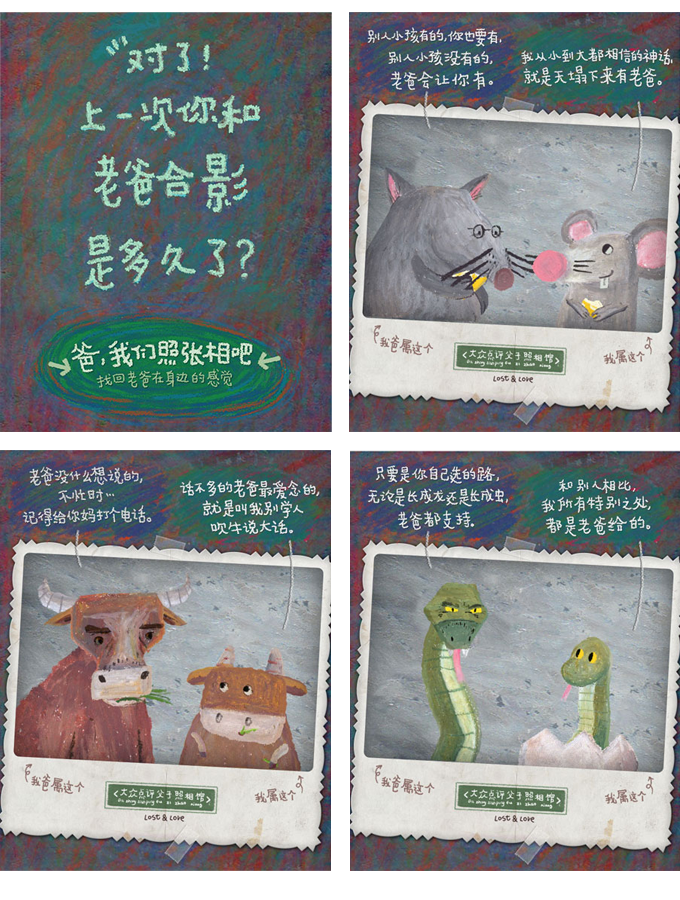 “对了！
上一次你和
老爸合影
是多久了？
爸，我们照张相吧
找回老爸在身边的感觉
别人小孩有的，你也要有，
别人小孩没有的，
老爸会让你有。
我从小到大都相信的神话，
就是天塌下来有老爸。
我爸属这个
<大众点评父子照相馆>
我属这个
LOST & LOVE
老爸没什么想说的，
不忙时…
记得给你妈打个电话。
话不多的老爸最爱念的，
就是叫我别学人
吹牛说大话。
我爸属这个
<大众点评父子照相馆>
我属这个
LOST & LOVE
只要是你自己选的路，
无论是长成龙还是长成虫，
老爸都支持。
和别人相比，
我所有特别之处，
都是老爸给的。
我爸属这个
<大众点评父子照相馆>
我属这个
LOST & LOVE